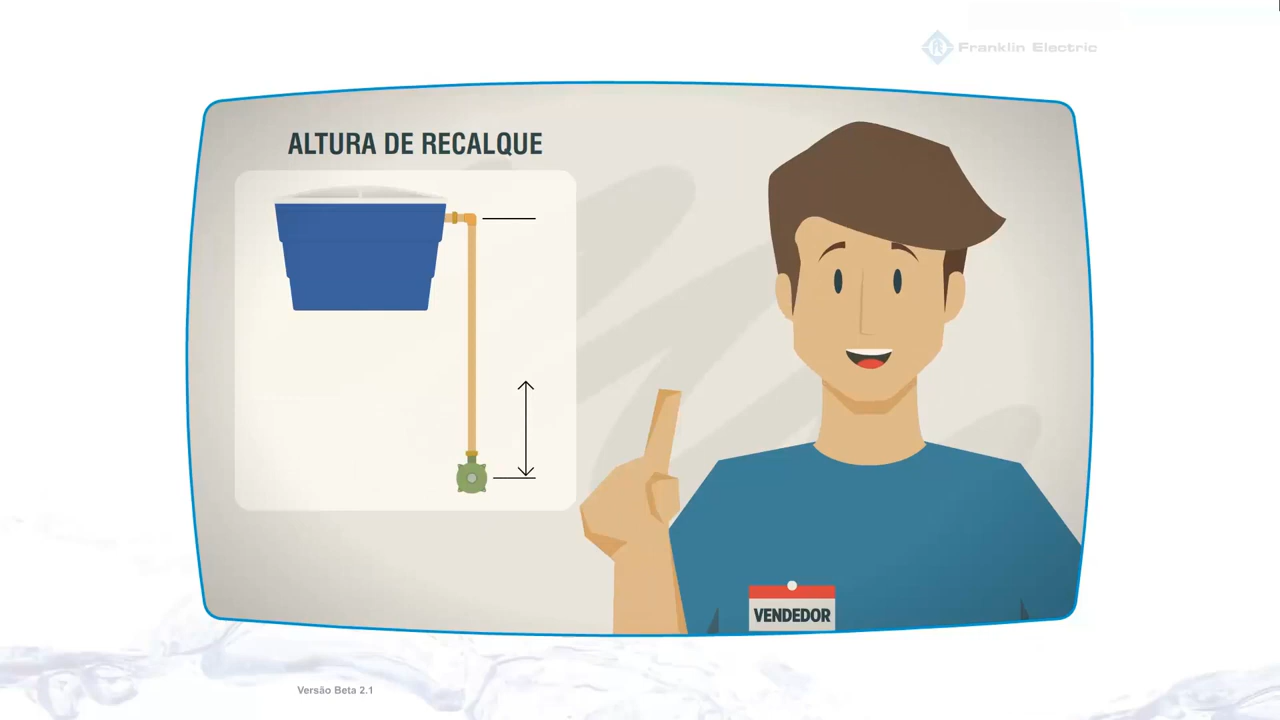 Franklin Electric
ALTURA DE RECALQUE
VENDEDOR
Versão Beta 2.1